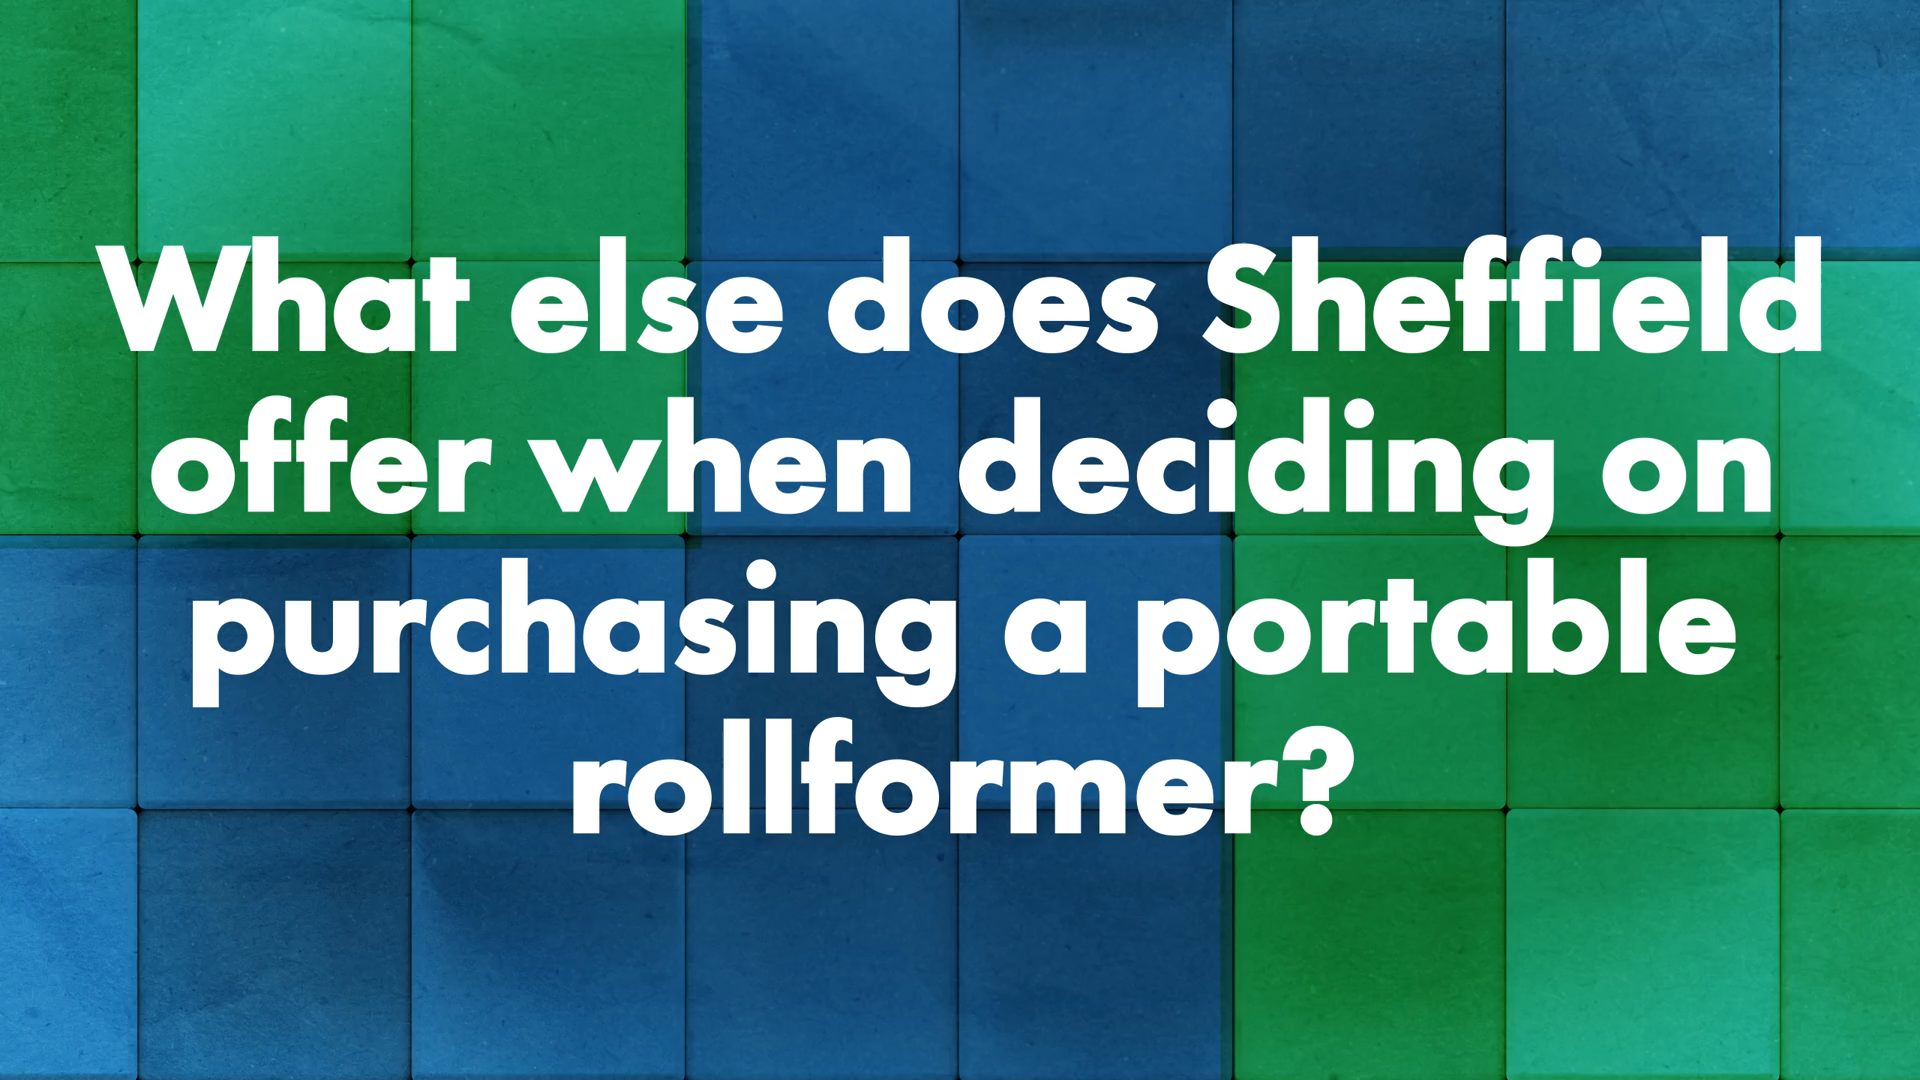 What else does Sheffield
offer when deciding on
purchasing a portable
rollformer?